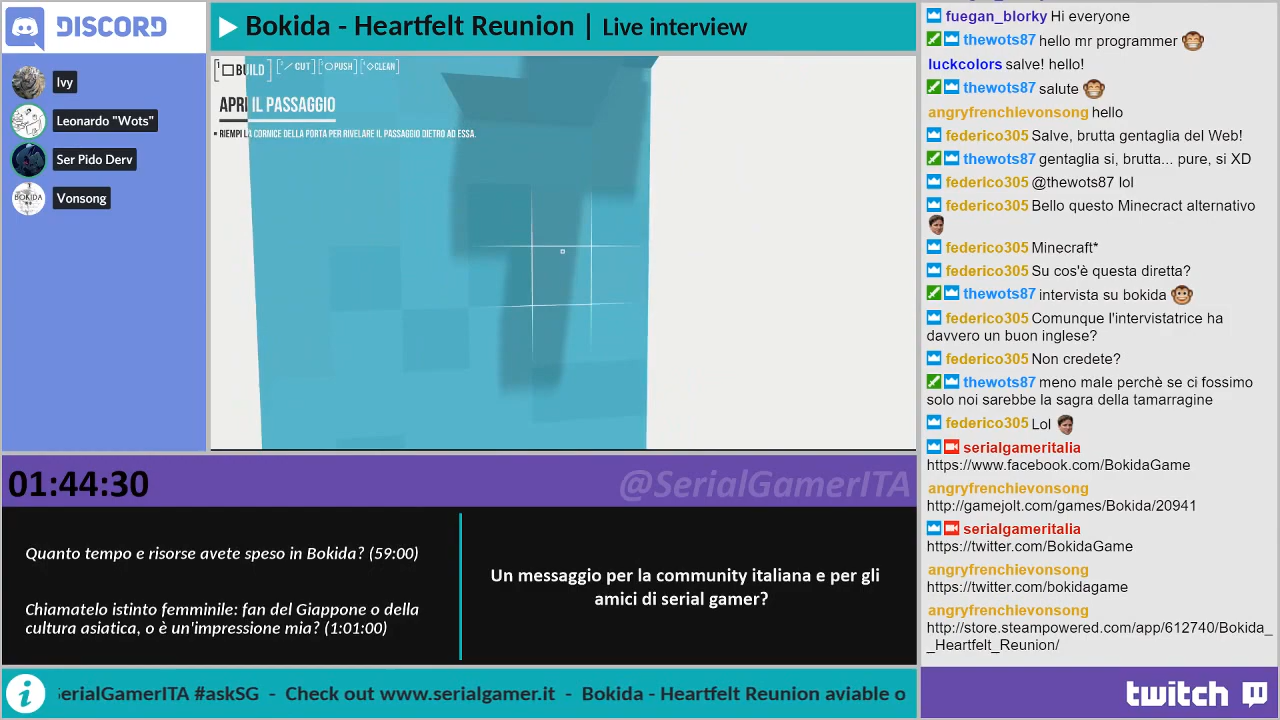 DISCORD
Ivy
Leonardo "Wots"
Ser Pido Derv
BOKIDA
Vonsong
Bokida - Heartfelt Reunion | Live interview
BUILD CUT PUSH CLEAN
APRI IL PASSAGGIO
RIEMPI LA CORNICE DELLA PORTA PER RIVELARE IL PASSAGGIO DIETRO AD ESSA.
01:44:30
@SerialGamerITA
Quanto tempo e risorse avete speso in Bokida? (59:00)
Chiamatelo istinto femminile: fan del Giappone o della
cultura asiatica, o è un'impressione mia? (1:01:00)
Un messaggio per la community italiana e per gli
amici di serial gamer?
SerialGamerITA #askSG - Check out www.serialgamer.it - Bokida - Heartfelt Reunion aviable o
fuegan_blorky Hi everyone
thewots87 hello mr programmer
luckcolors salve! hello!
thewots87 salute
angryfrenchievonsong hello
federico305 Salve, brutta gentaglia del Web!
thewots87 gentaglia si, brutta... pure, si XD
federico305 @thewots87 lol
federico305 Bello questo Minecract alternativo
federico305 Minecraft*
federico305 Su cos'è questa diretta?
thewots87 intervista su bokida
federico305 Comunque l'intervistatrice ha
davvero un buon inglese?
federico305 Non credete?
thewots87 meno male perchè se ci fossimo
solo noi sarebbe la sagra della tamarragine
federico305 Lol
serialgameritalia
https://www.facebook.com/BokidaGame
angryfrenchievonsong
http://gamejolt.com/games/Bokida/20941
serialgameritalia
https://twitter.com/BokidaGame
angryfrenchievonsong
https://twitter.com/bokidagame
angryfrenchievonsong
http://store.steampowered.com/app/612740/Bokida_
_Heartfelt_Reunion/
twitch